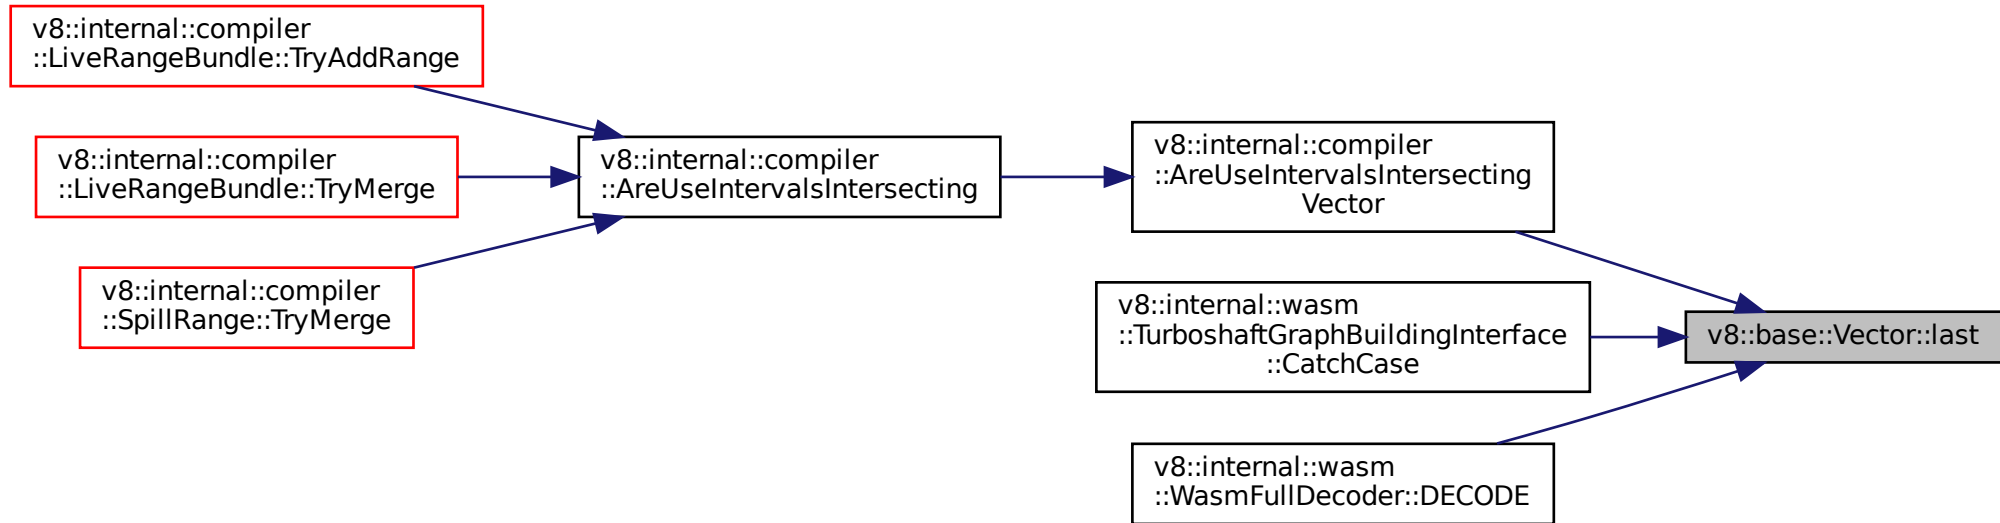 v8::internal::compiler
::LiveRangeBundle::TryAddRange
v8::internal::compiler
::LiveRangeBundle::TryMerge
v8::internal::compiler
::SpillRange::TryMerge
v8::internal::compiler
::AreUseIntervalsIntersecting
v8::internal::compiler
::AreUseIntervalsIntersecting
Vector
v8::internal::wasm
::TurboshaftGraphBuildingInterface
::CatchCase
v8::internal::wasm
::WasmFullDecoder::DECODE
v8::base::Vector::last